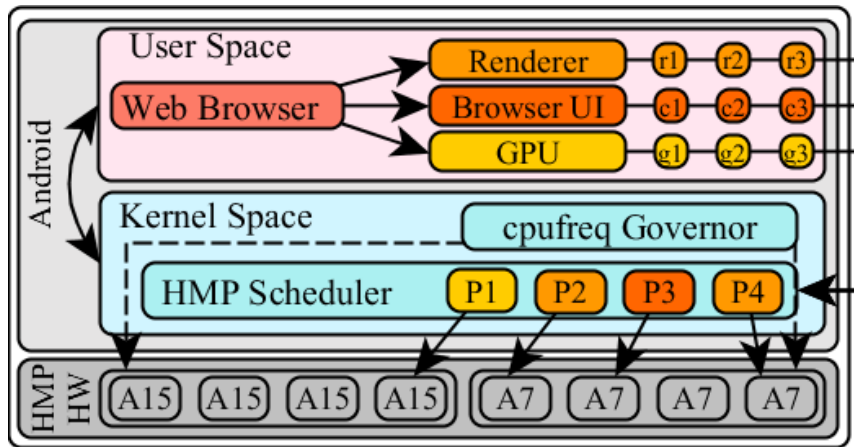 User Space
Renderer r1 r2 r3
Web Browser
Browser UI c1 c2 c3
GPU g1 g2 g3
Android
Kernel Space
cpufreq Governor
HMP Scheduler P1 P2 P3 P4
HMP
HW
A15 A15 A15 A15 A7 A7 A7 A7